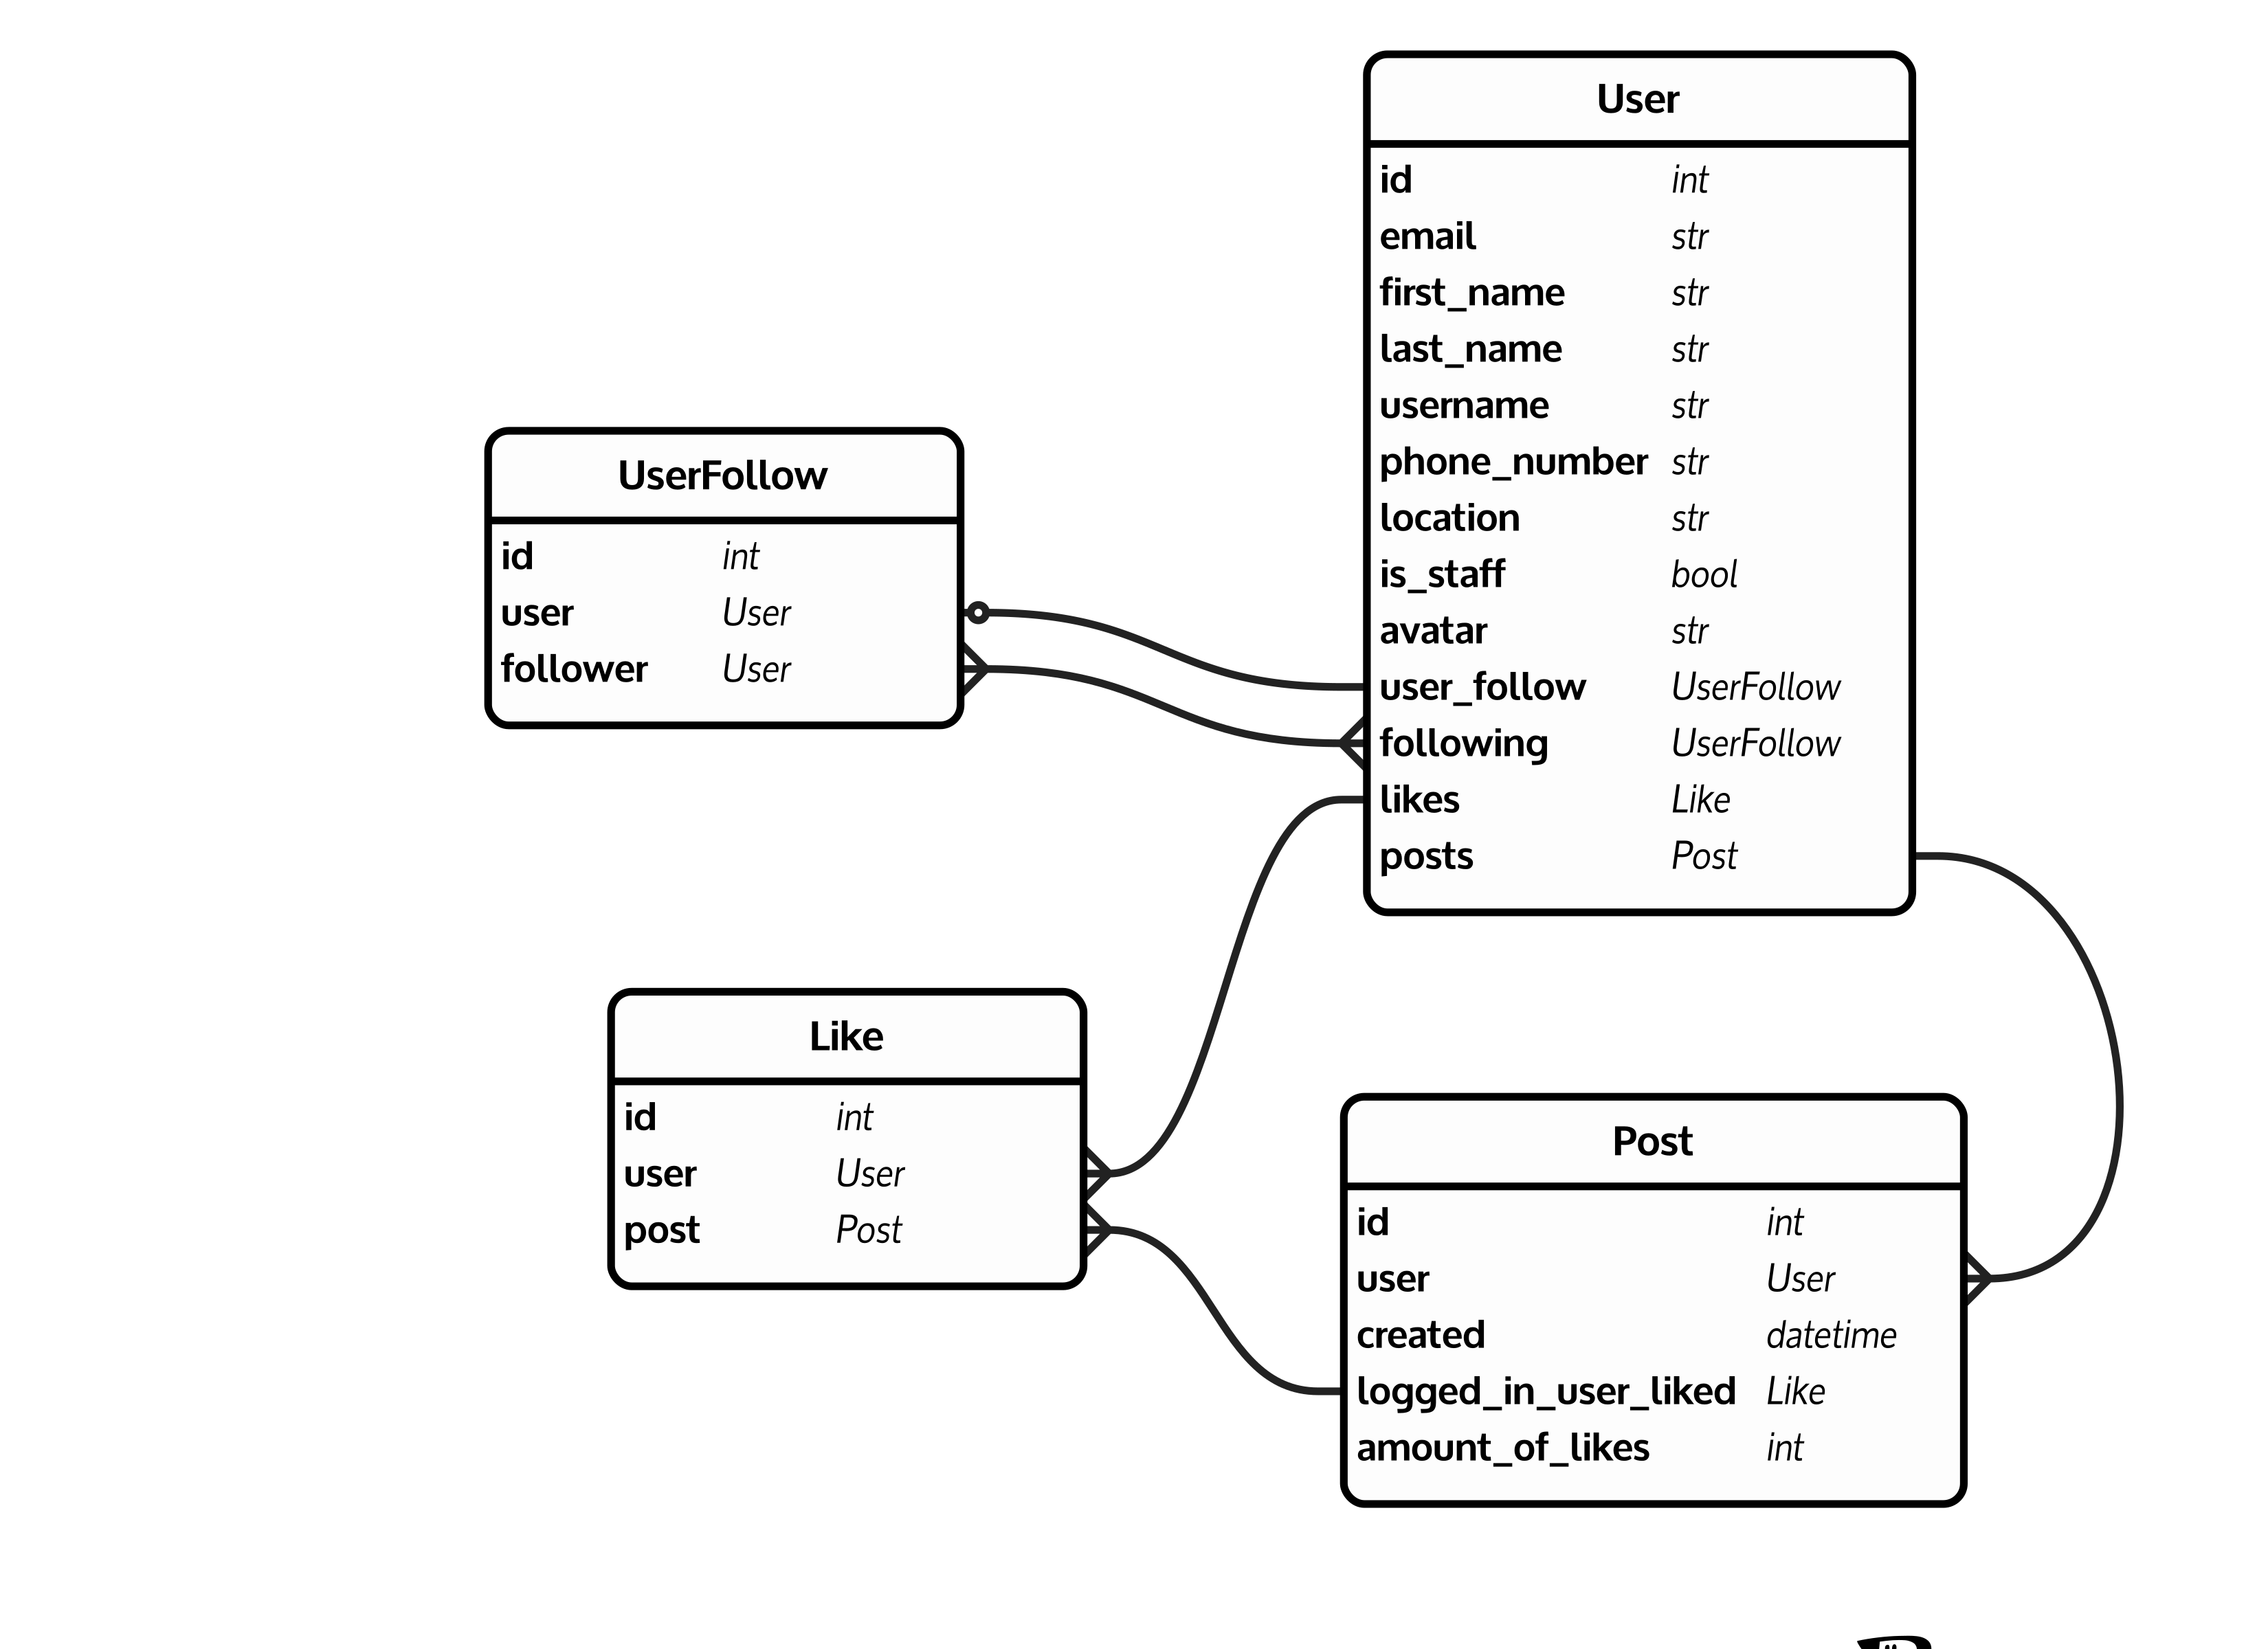 User
id int
email str
first_name str
last_name str
username str
phone_number str
location str
is_staff bool
avatar str
user_follow UserFollow
following UserFollow
likes Like
posts Post
UserFollow
id int
user User
follower User
Like
id int
user User
post Post
Post
id int
user User
created datetime
logged_in_user_liked Like
amount_of_likes int